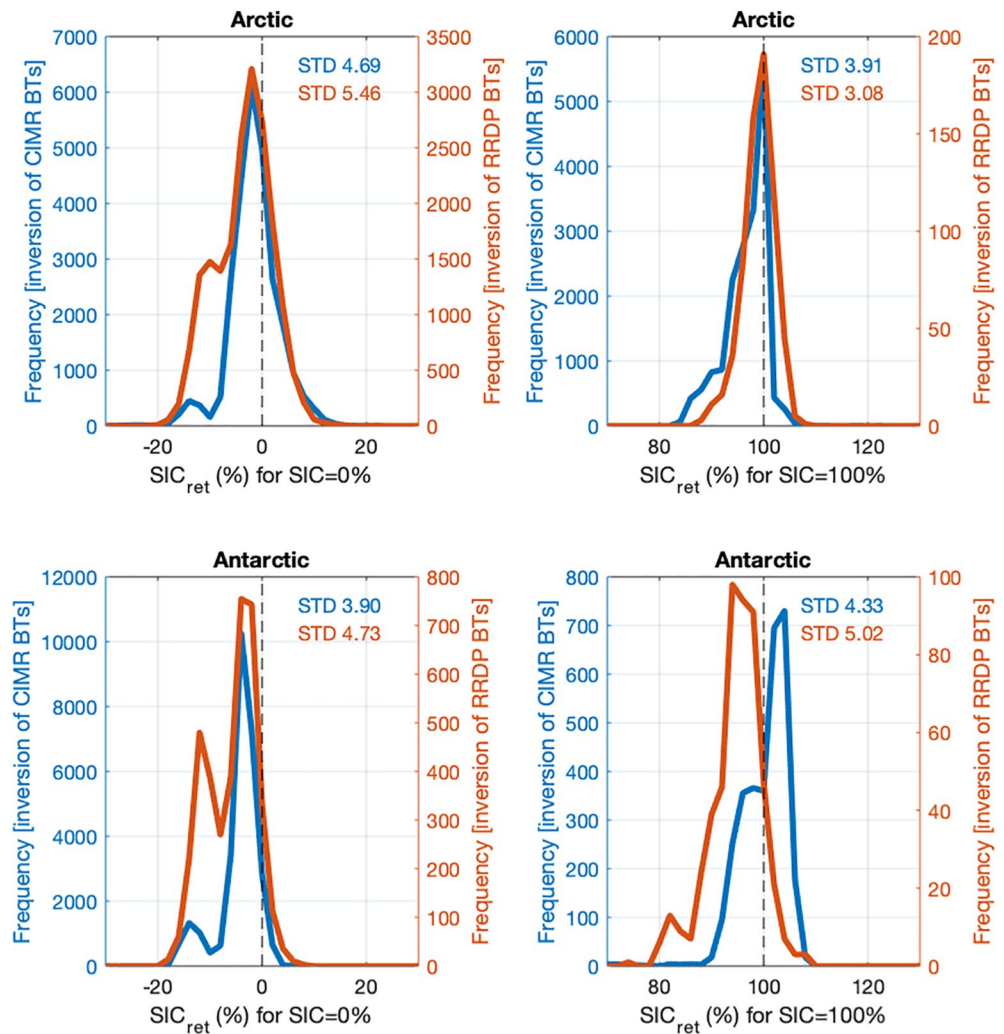 Arctic
Frequency [inversion of CIMR BTs]
7000
6000
5000
4000
3000
2000
1000
0
STD 4.69
STD 5.46
3500
3000
2500
2000
1500
1000
500
0
Frequency [inversion of RRDP BTs]
-20 0 20
SICret (%) for SIC=0%
Arctic
Frequency [inversion of CIMR BTs]
6000
5000
4000
3000
2000
1000
0
STD 3.91
STD 3.08
200
150
100
50
0
Frequency [inversion of RRDP BTs]
80 100 120
SICret (%) for SIC=100%
Antarctic
Frequency [inversion of CIMR BTs]
12000
10000
8000
6000
4000
2000
0
STD 3.90
STD 4.73
800
700
600
500
400
300
200
100
0
Frequency [inversion of RRDP BTs]
-20 0 20
SICret (%) for SIC=0%
Antarctic
Frequency [inversion of CIMR BTs]
800
700
600
500
400
300
200
100
0
STD 4.33
STD 5.02
100
80
60
40
20
0
Frequency [inversion of RRDP BTs]
80 100 120
SICret (%) for SIC=100%